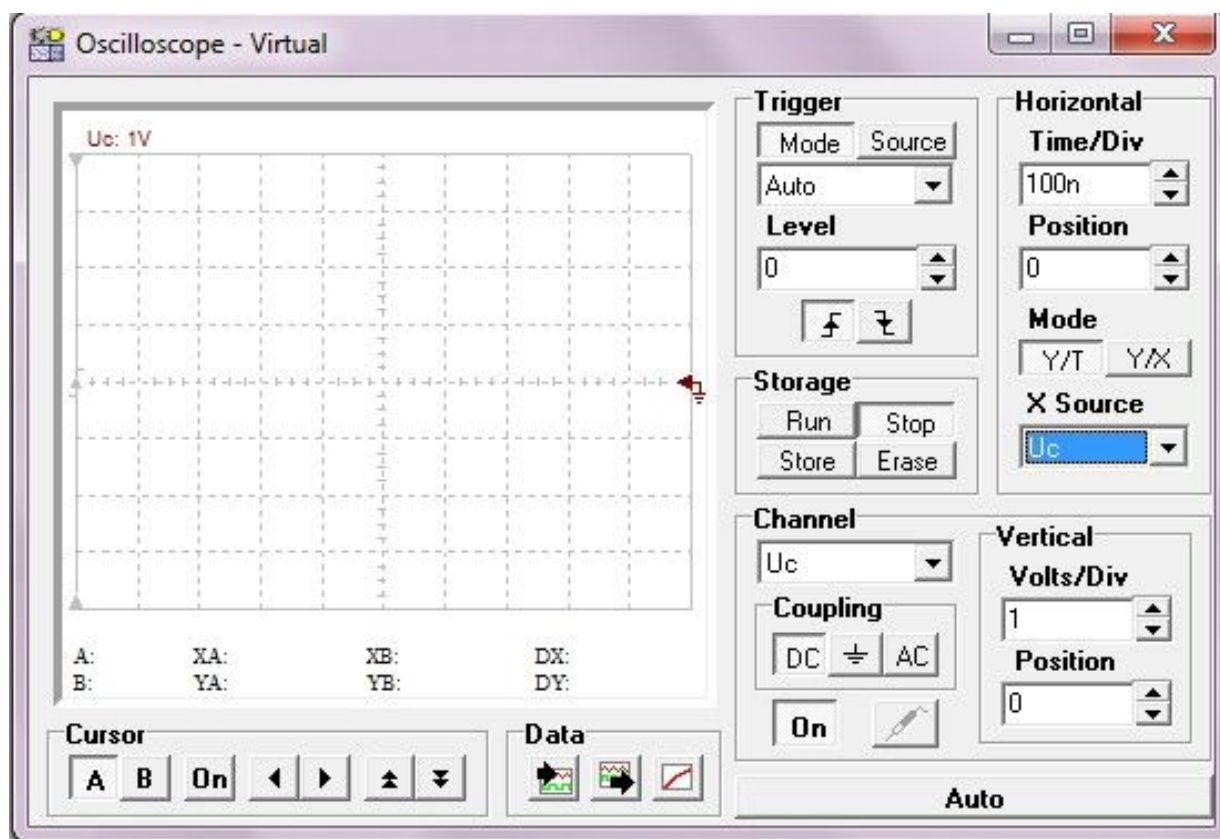 Oscilloscope - Virtual
Uc: 1V
A: XA: XB: DX:
B: YA: YB: DY:
Cursor
A B On
Data
Trigger
Mode Source
Auto
Level
0
Storage
Run Stop
Store Erase
Horizontal
Time/Div
100n
Position
0
Mode
Y/T Y/X
X Source
Uc
Channel
Uc
Coupling
DC AC
On
Vertical
Volts/Div
1
Position
0
Auto